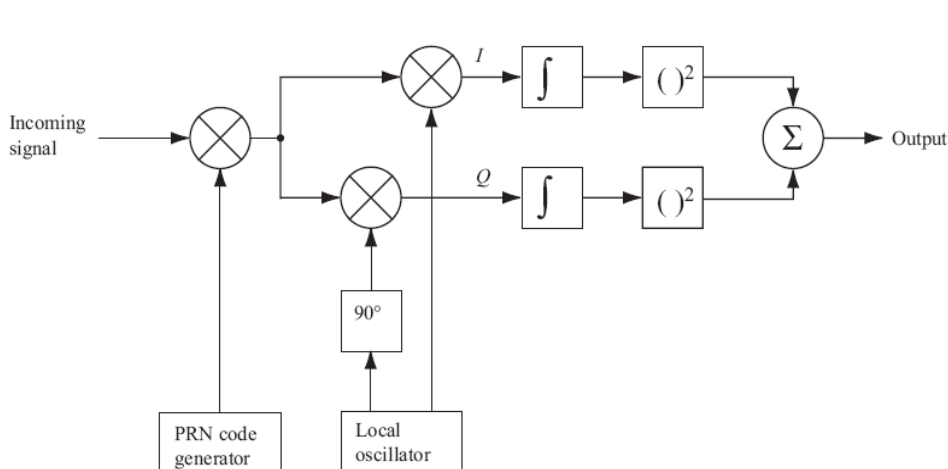 I
∫
( )²
Incoming
signal
Σ
Output
Q
∫
( )²
90°
PRN code
generator
Local
oscillator